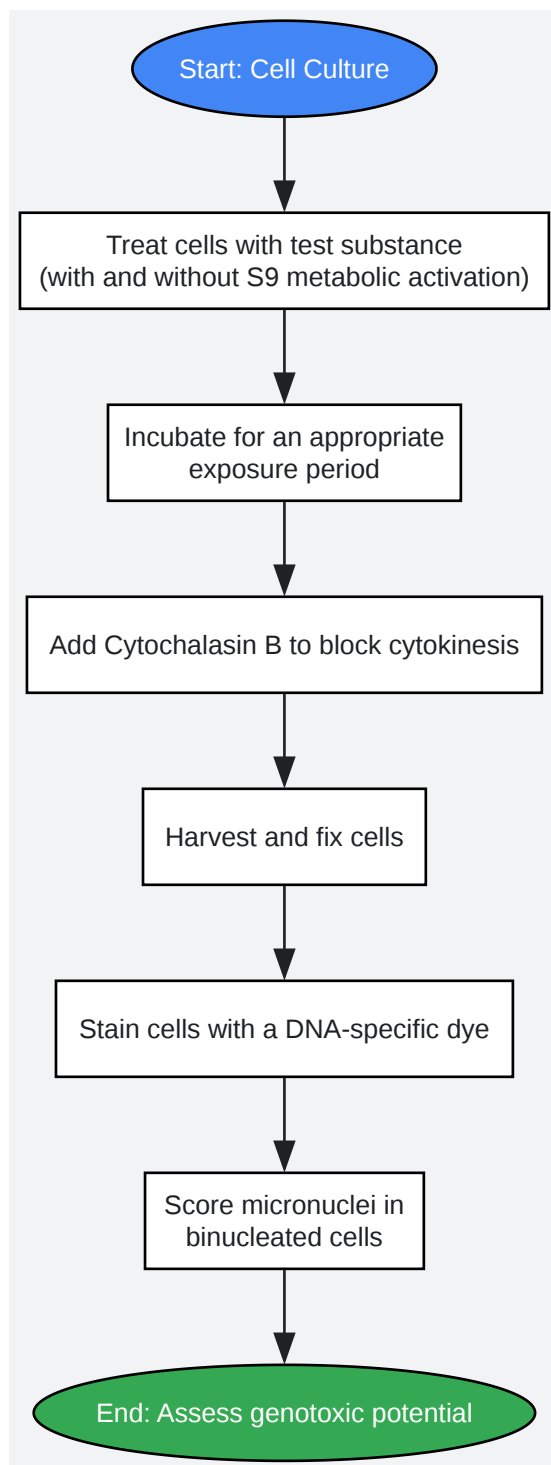 Start: Cell Culture
Treat cells with test substance
(with and without S9 metabolic activation)
Incubate for an appropriate
exposure period
Add Cytochalasin B to block cytokinesis
Harvest and fix cells
Stain cells with a DNA-specific dye
Score micronuclei in
binucleated cells
End: Assess genotoxic potential